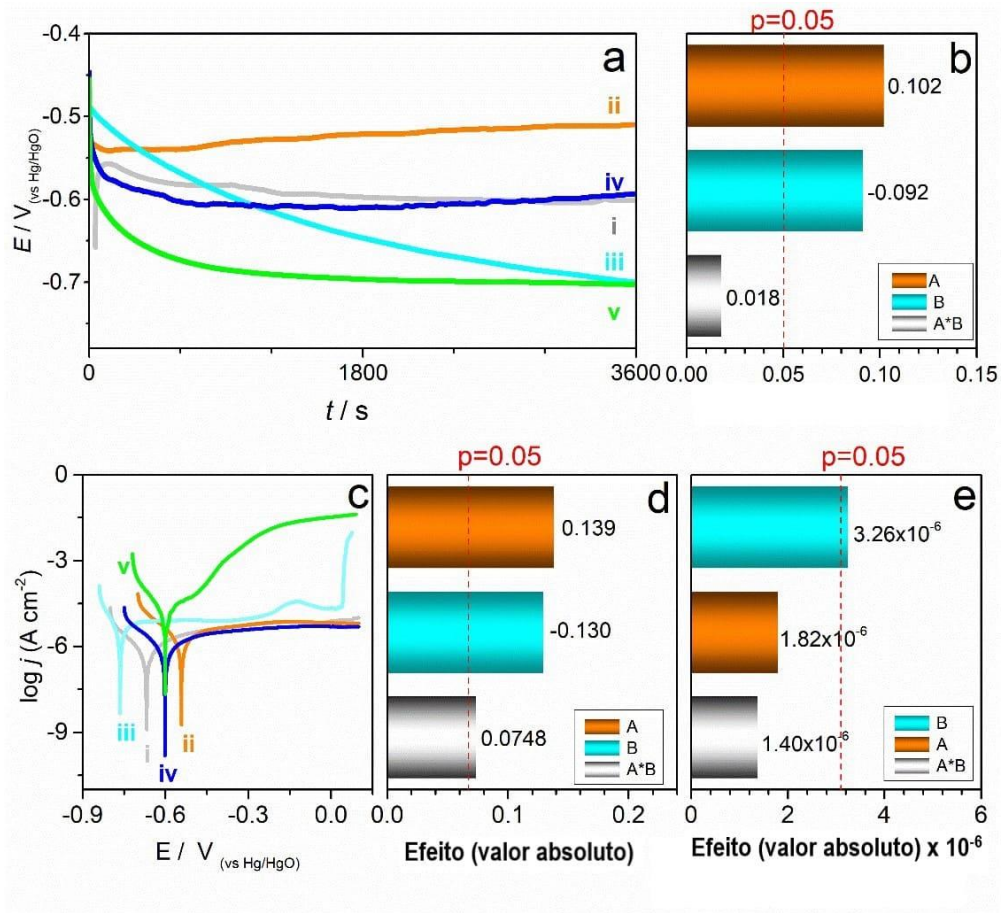 a
-0.4
-0.5
-0.6
-0.7
E / V (vs Hg/HgO)
ii
iv
i
iii
v
0 1800 3600
t / s
p=0.05
b
0.102
-0.092
0.018
A
B
A*B
0.00 0.05 0.10 0.15
c
0
-3
-6
-9
log j (A cm-2)
v
iii
i
iv
ii
-0.9 -0.6 -0.3 0.0
E / V (vs Hg/HgO)
p=0.05
d
0.139
-0.130
0.0748
A
B
A*B
0.0 0.1 0.2
Efeito (valor absoluto)
p=0.05
e
3.26x10-6
1.82x10-6
1.40x10-6
B
A
A*B
0 2 4 6
Efeito (valor absoluto) x 10-6